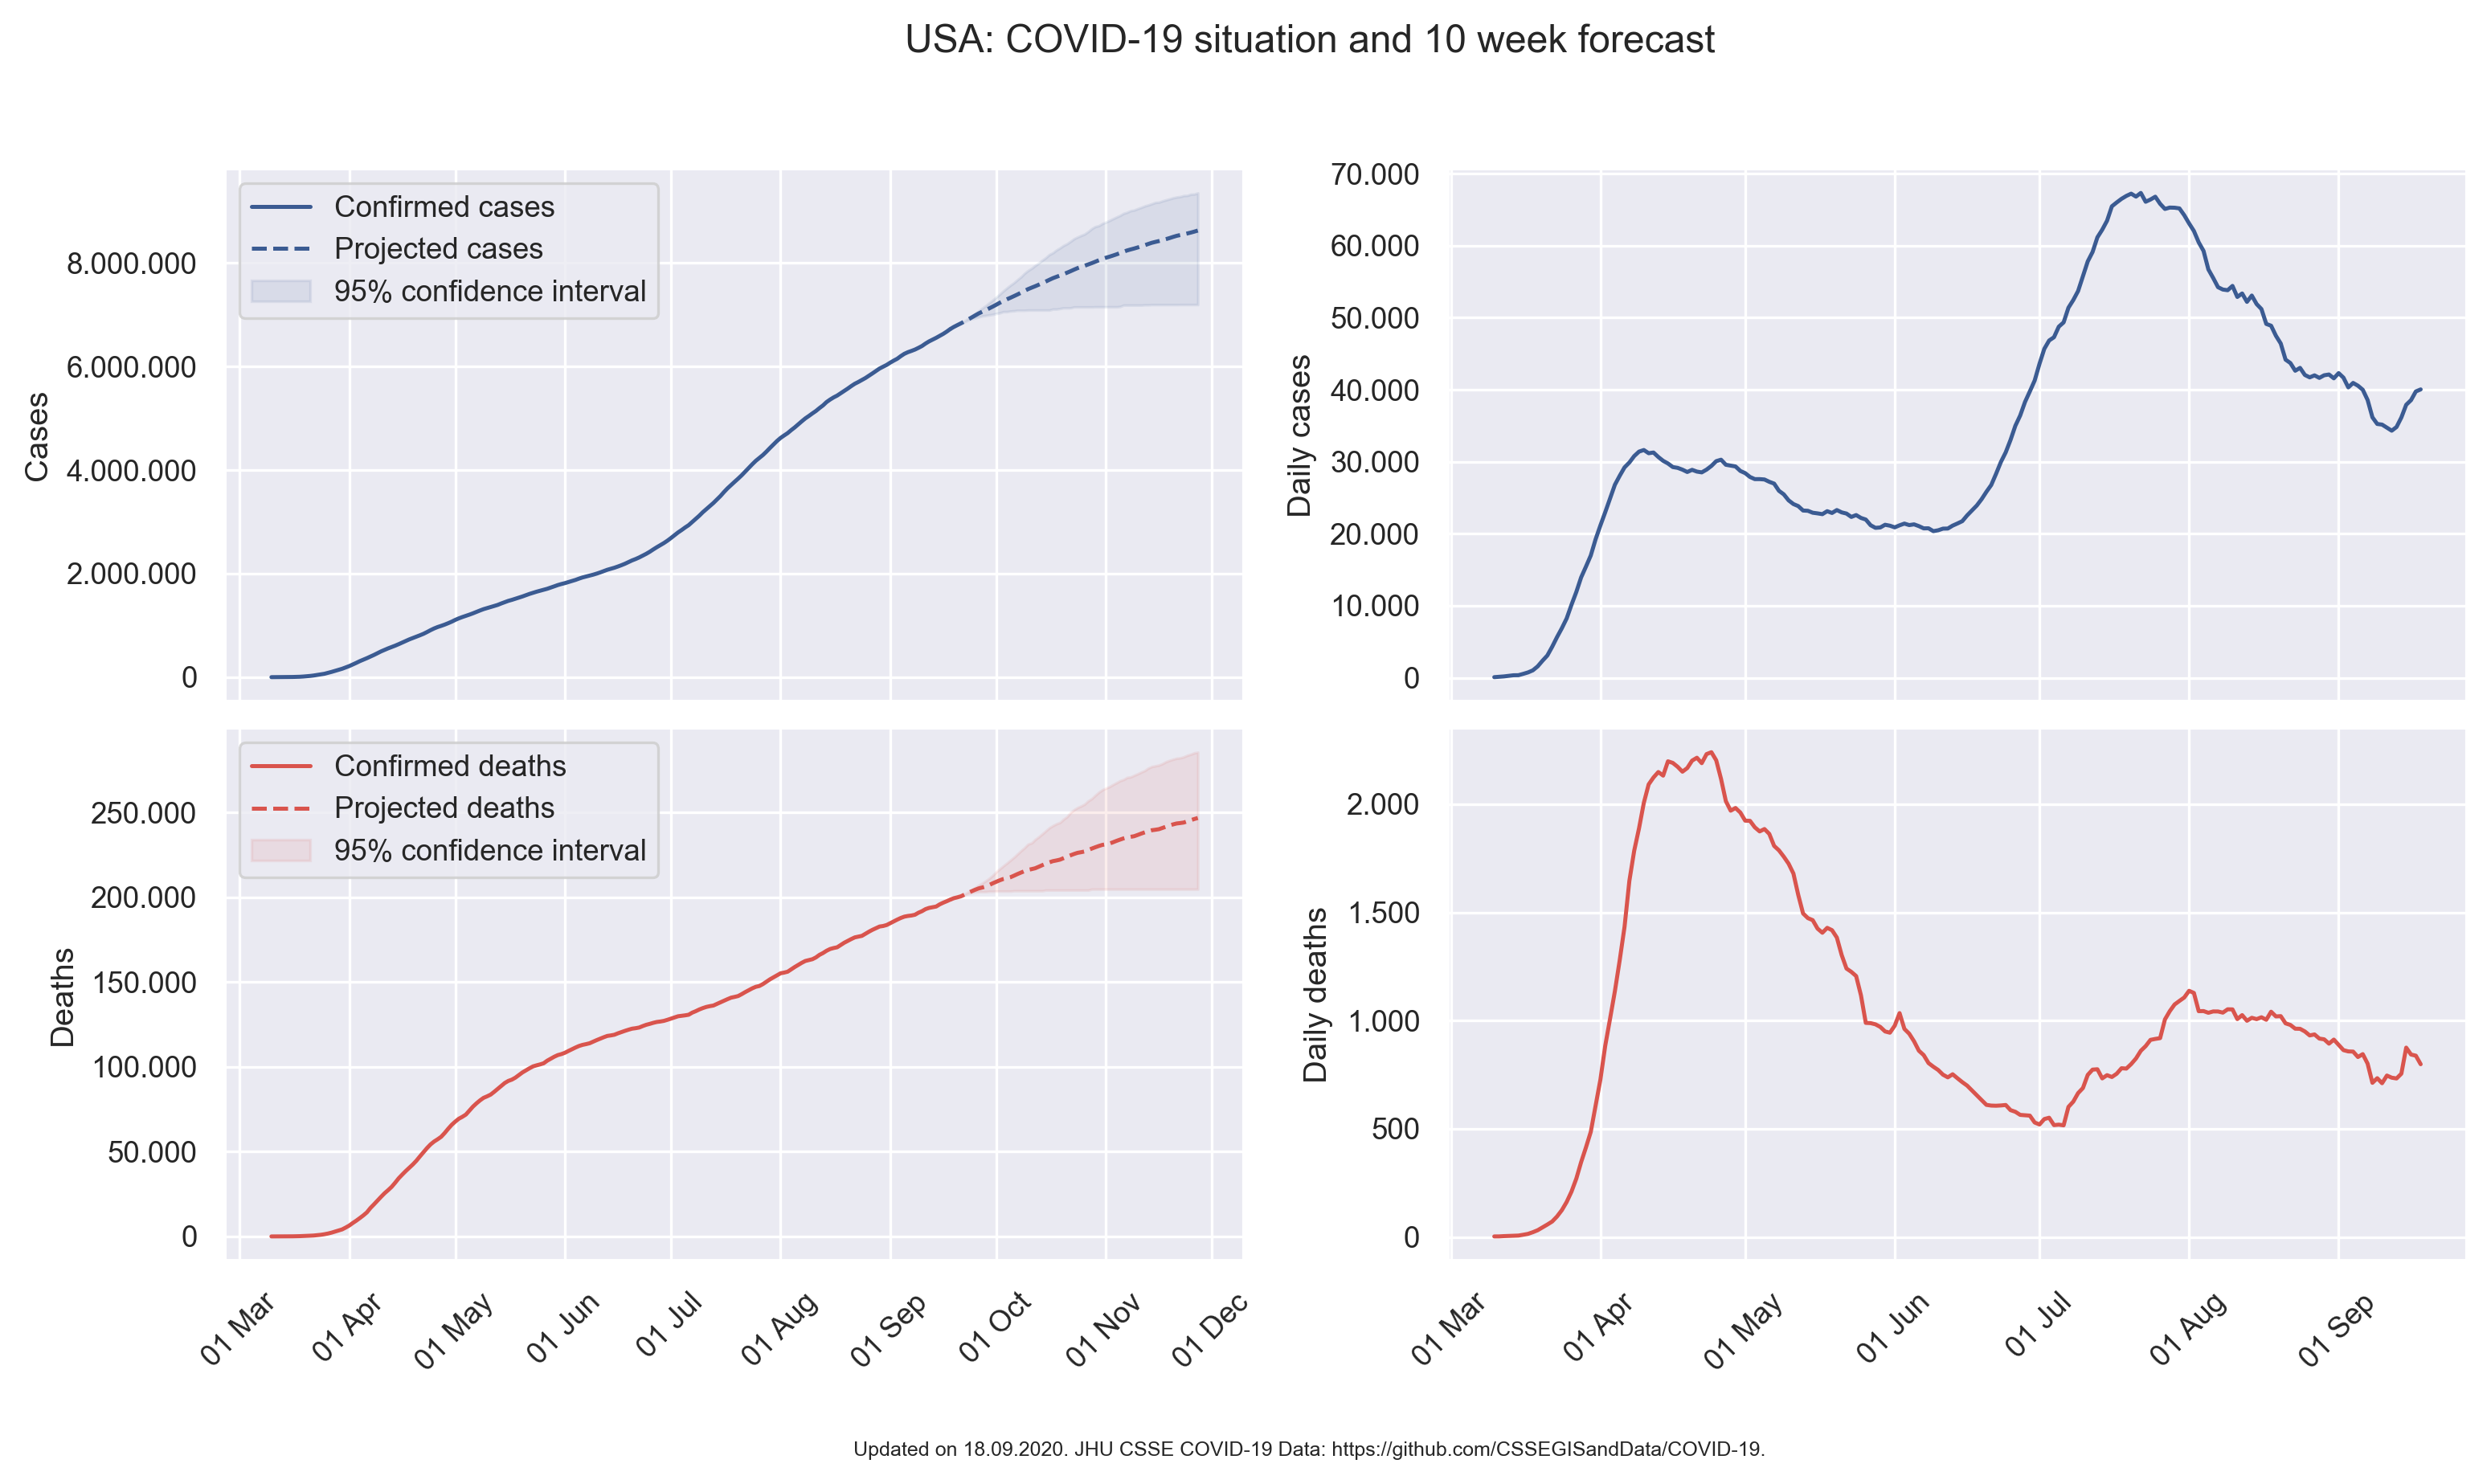 USA: COVID-19 situation and 10 week forecast
Confirmed cases
Projected cases
95% confidence interval
Cases
8.000.000
6.000.000
4.000.000
2.000.000
0
Daily cases
70.000
60.000
50.000
40.000
30.000
20.000
10.000
0
Confirmed deaths
Projected deaths
95% confidence interval
Deaths
250.000
200.000
150.000
100.000
50.000
0
01 Mar
01 Apr
01 May
01 Jun
01 Jul
01 Aug
01 Sep
01 Oct
01 Nov
01 Dec
Daily deaths
2.000
1.500
1.000
500
0
01 Mar
01 Apr
01 May
01 Jun
01 Jul
01 Aug
01 Sep
Updated on 18.09.2020. JHU CSSE COVID-19 Data: https://github.com/CSSEGISandData/COVID-19.